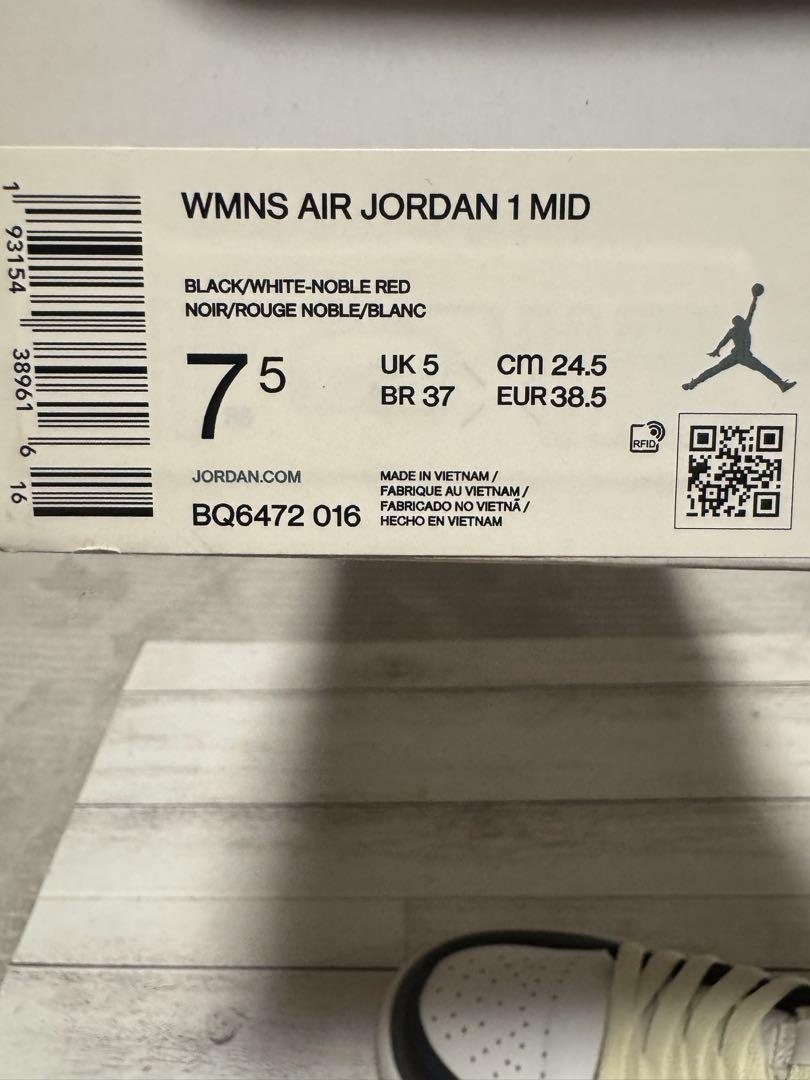 WMNS AIR JORDAN 1 MID
BLACK/WHITE-NOBLE RED
NOIR/ROUGE NOBLE/BLANC
7 5
UK 5
CM 24.5
BR 37
EUR 38.5
RFID
JORDAN.COM
BQ6472 016
MADE IN VIETNAM /
FABRIQUE AU VIETNAM /
FABRICADO NO VIETNÃ /
HECHO EN VIETNAM
1 93154 38961 6 16